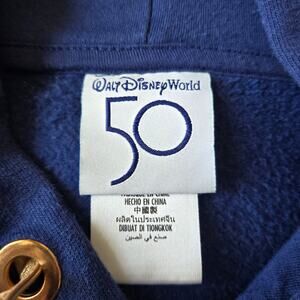 Walt Disney World
50
HECHO EN CHINA
中國製
ผลิตในประเทศจีน
DIBUAT DI TIONGKOK
صنع في الصين